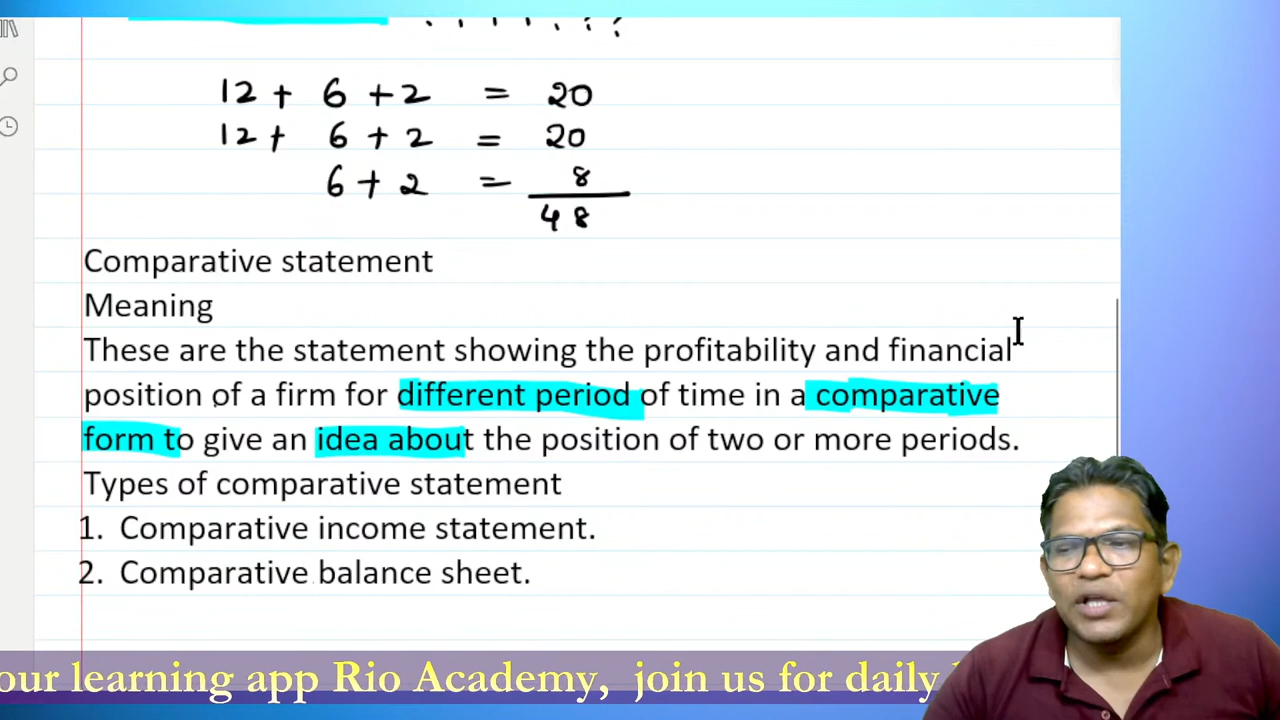 12 + 6 + 2 = 20
12 + 6 + 2 = 20
6 + 2 = 8
48
Comparative statement
Meaning
These are the statement showing the profitability and financial
position of a firm for different period of time in a comparative
form to give an idea about the position of two or more periods.
Types of comparative statement
1. Comparative income statement.
2. Comparative balance sheet.
our learning app Rio Academy, join us for daily